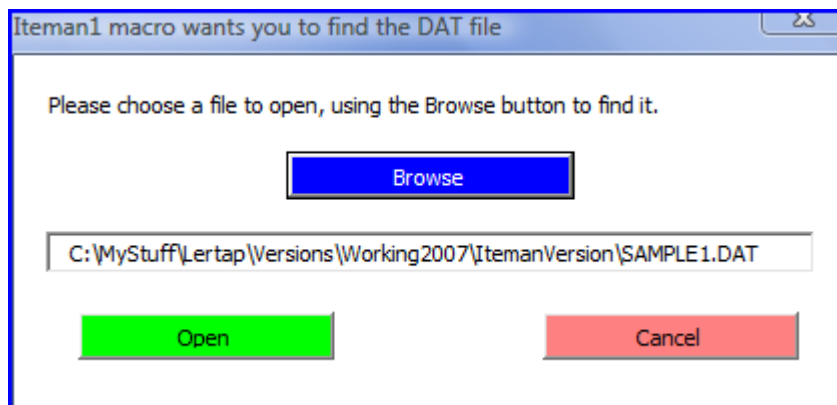 Iteman1 macro wants you to find the DAT file
Please choose a file to open, using the Browse button to find it.
Browse
C:\MyStuff\Lertap\Versions\Working2007\ItemanVersion\SAMPLE1.DAT
Open
Cancel